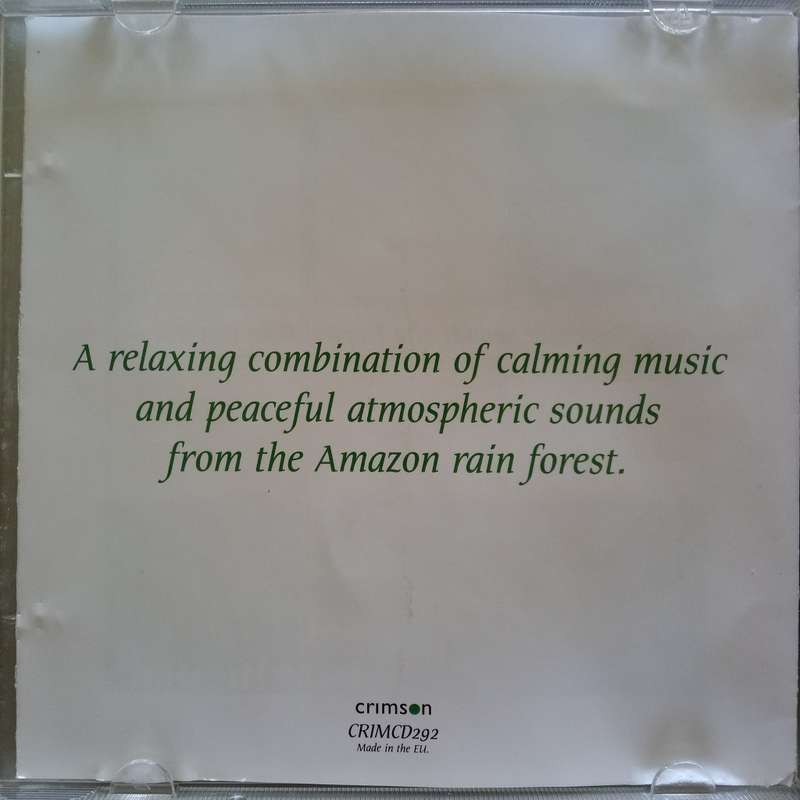 A relaxing combination of calming music
and peaceful atmospheric sounds
from the Amazon rain forest.
crimson
CRIMCD292
Made in the EU.